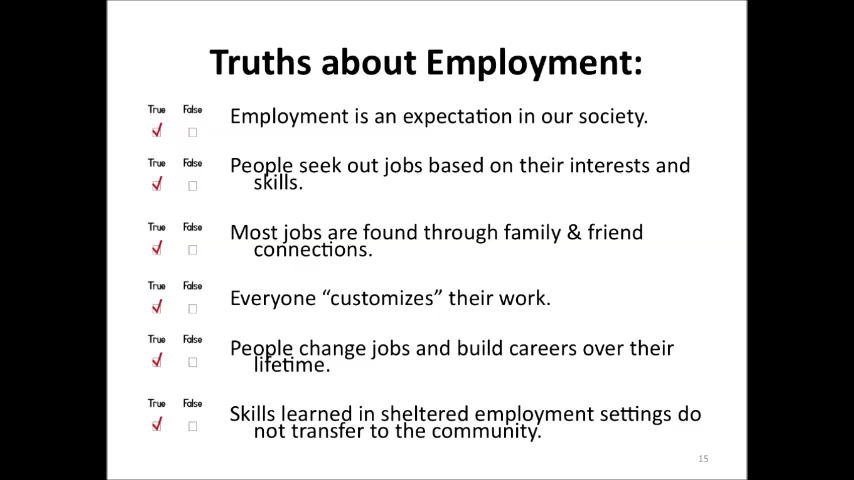 Truths about Employment:
True False
Employment is an expectation in our society.
True False
People seek out jobs based on their interests and
skills.
True False
Most jobs are found through family & friend
connections.
True False
Everyone “customizes” their work.
True False
People change jobs and build careers over their
lifetime.
True False
Skills learned in sheltered employment settings do
not transfer to the community.
15